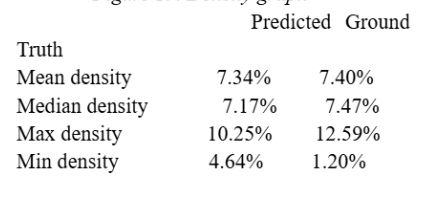 Predicted Ground
Truth
Mean density 7.34% 7.40%
Median density 7.17% 7.47%
Max density 10.25% 12.59%
Min density 4.64% 1.20%